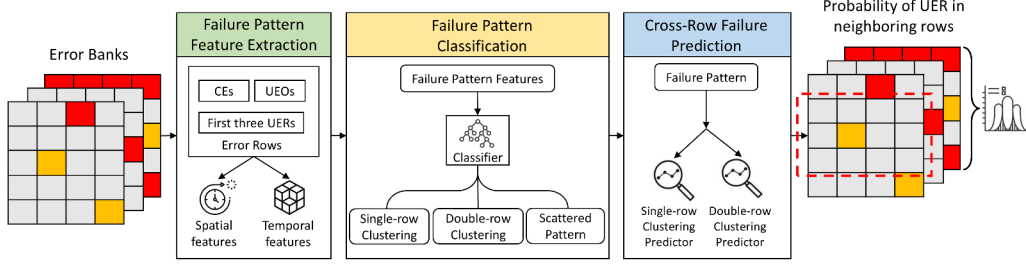 Error Banks
Failure Pattern
Feature Extraction
CEs
UEOs
First three UERs
Error Rows
Spatial
features
Temporal
features
Failure Pattern
Classification
Failure Pattern Features
Classifier
Single-row
Clustering
Double-row
Clustering
Scattered
Pattern
Cross-Row Failure
Prediction
Failure Pattern
Single-row
Clustering
Predictor
Double-row
Clustering
Predictor
Probability of UER in
neighboring rows